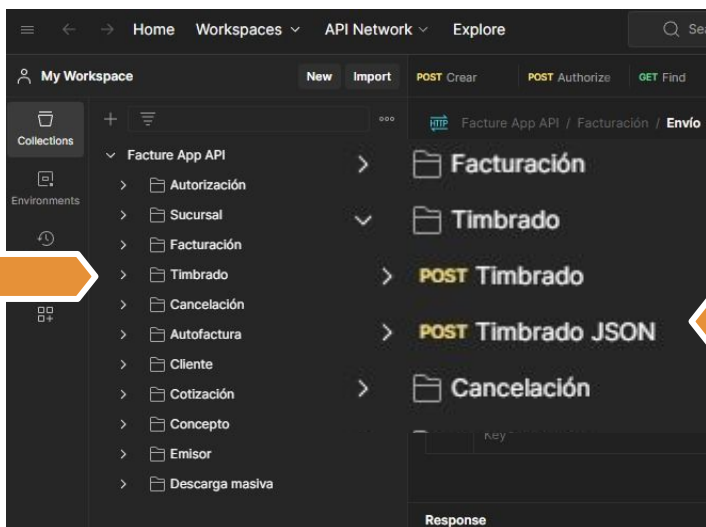 Home Workspaces API Network Explore Sea
My Workspace New Import POST Crear POST Authorize GET Find
Collections
Facture App API / Facturación / Envío
Facture App API
Autorización
Environments
Sucursal
Facturación
Timbrado
Cancelación
Autofactura
Cliente
Cotización
Concepto
Emisor
Descarga masiva
Facturación
Timbrado
POST Timbrado
POST Timbrado JSON
Cancelación
Key
Response